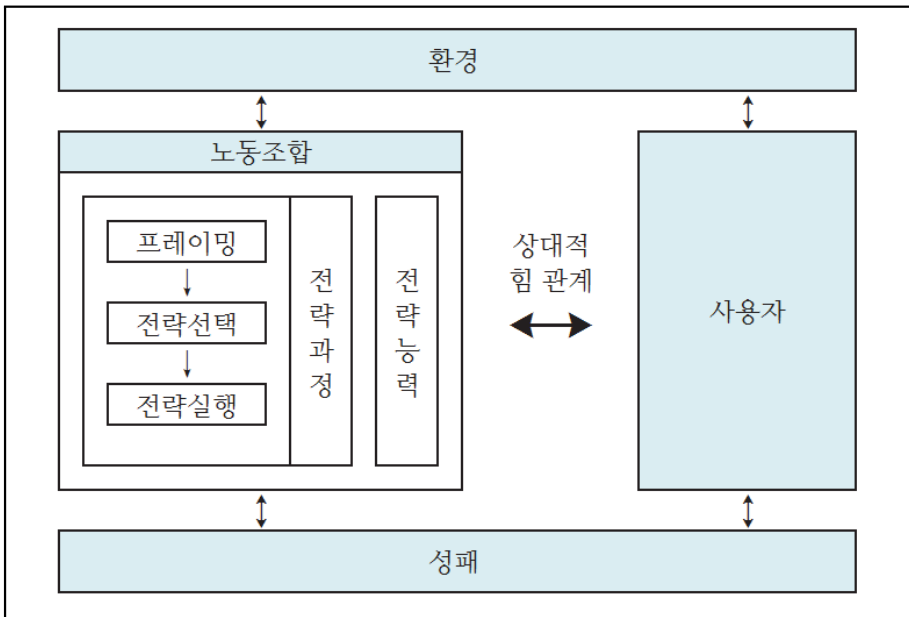 환경
노동조합
프레이밍
전략선택
전략실행
전략과정
전략능력
상대적
힘 관계
사용자
성패